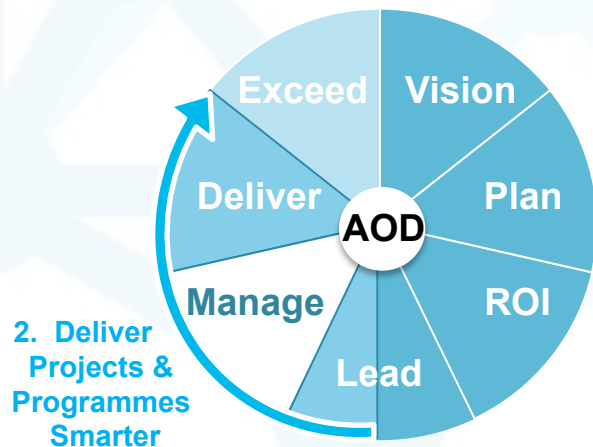 Exceed
Vision
Deliver
Plan
AOD
Manage
ROI
Lead
2. Deliver
Projects &
Programmes
Smarter